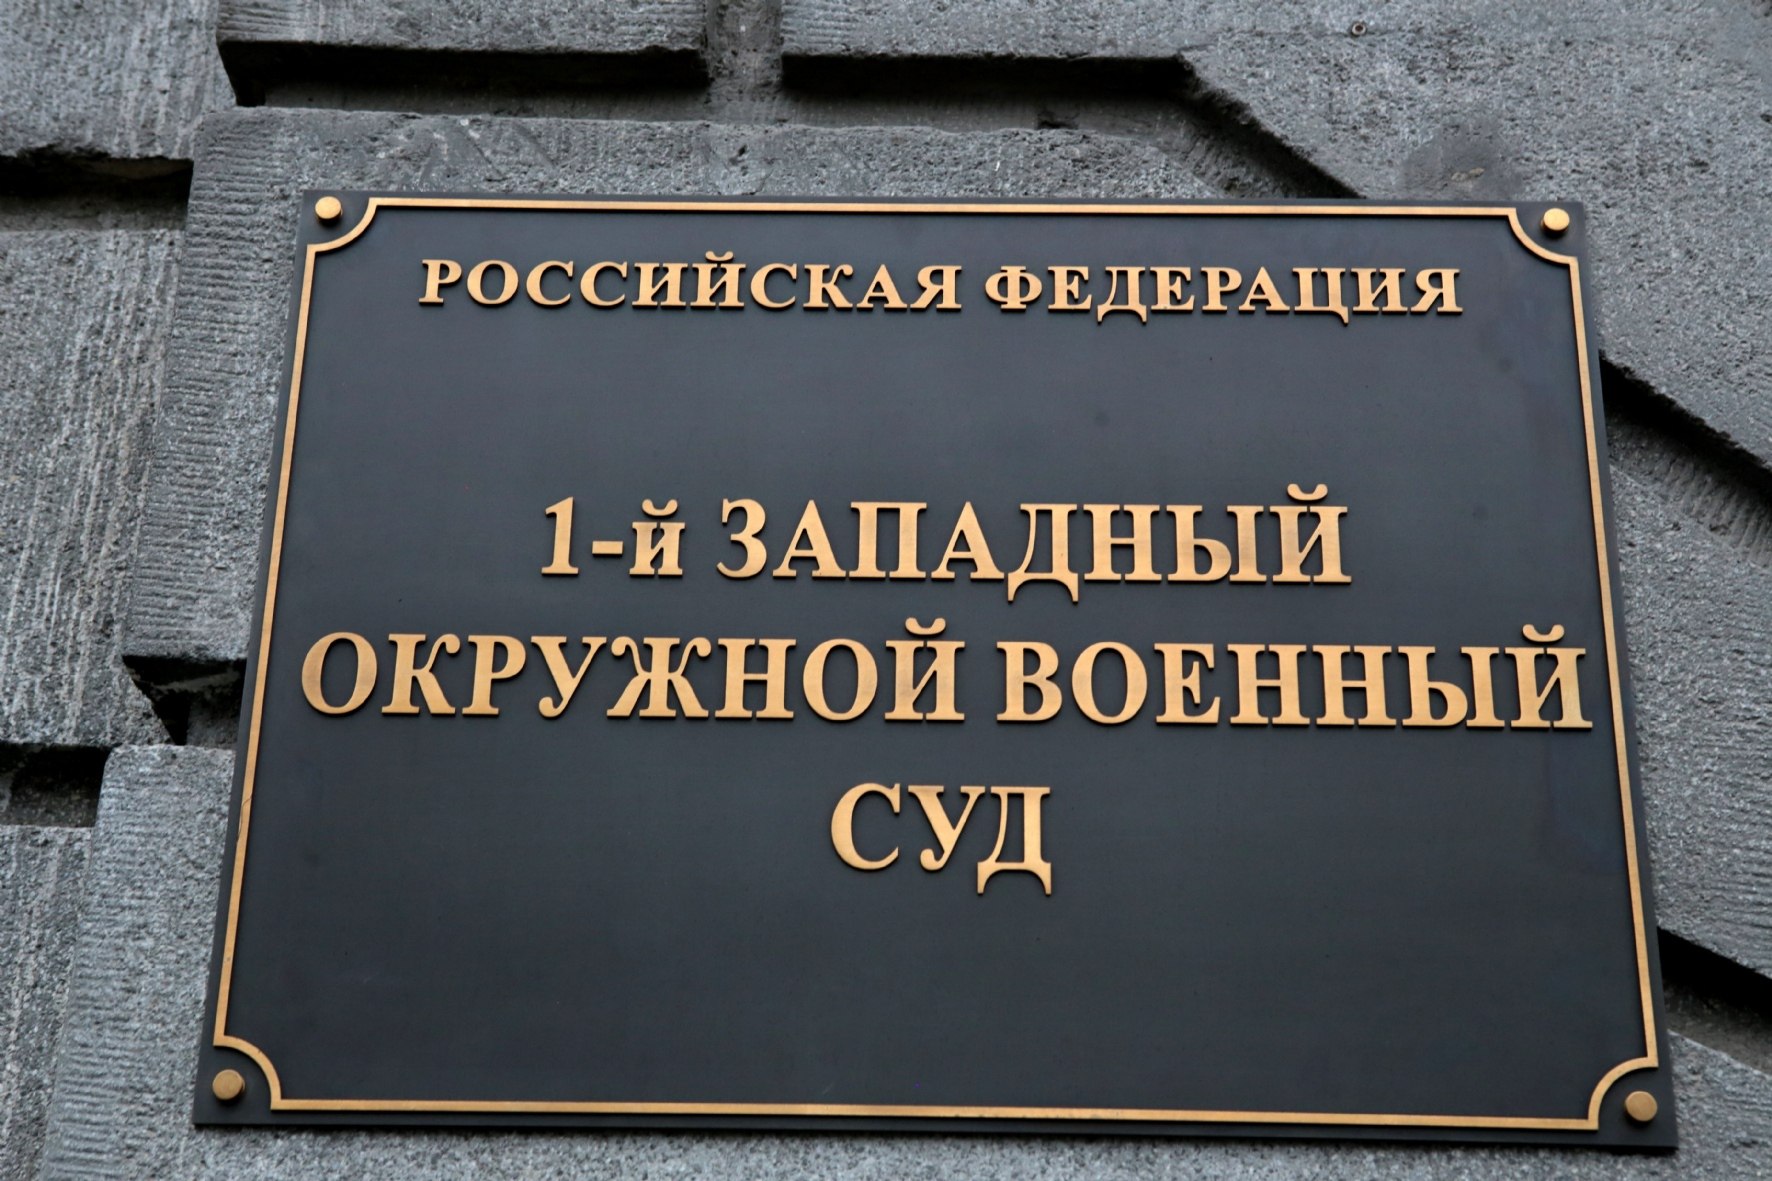 РОССИЙСКАЯ ФЕДЕРАЦИЯ
1-й ЗАПАДНЫЙ
ОКРУЖНОЙ ВОЕННЫЙ
СУД